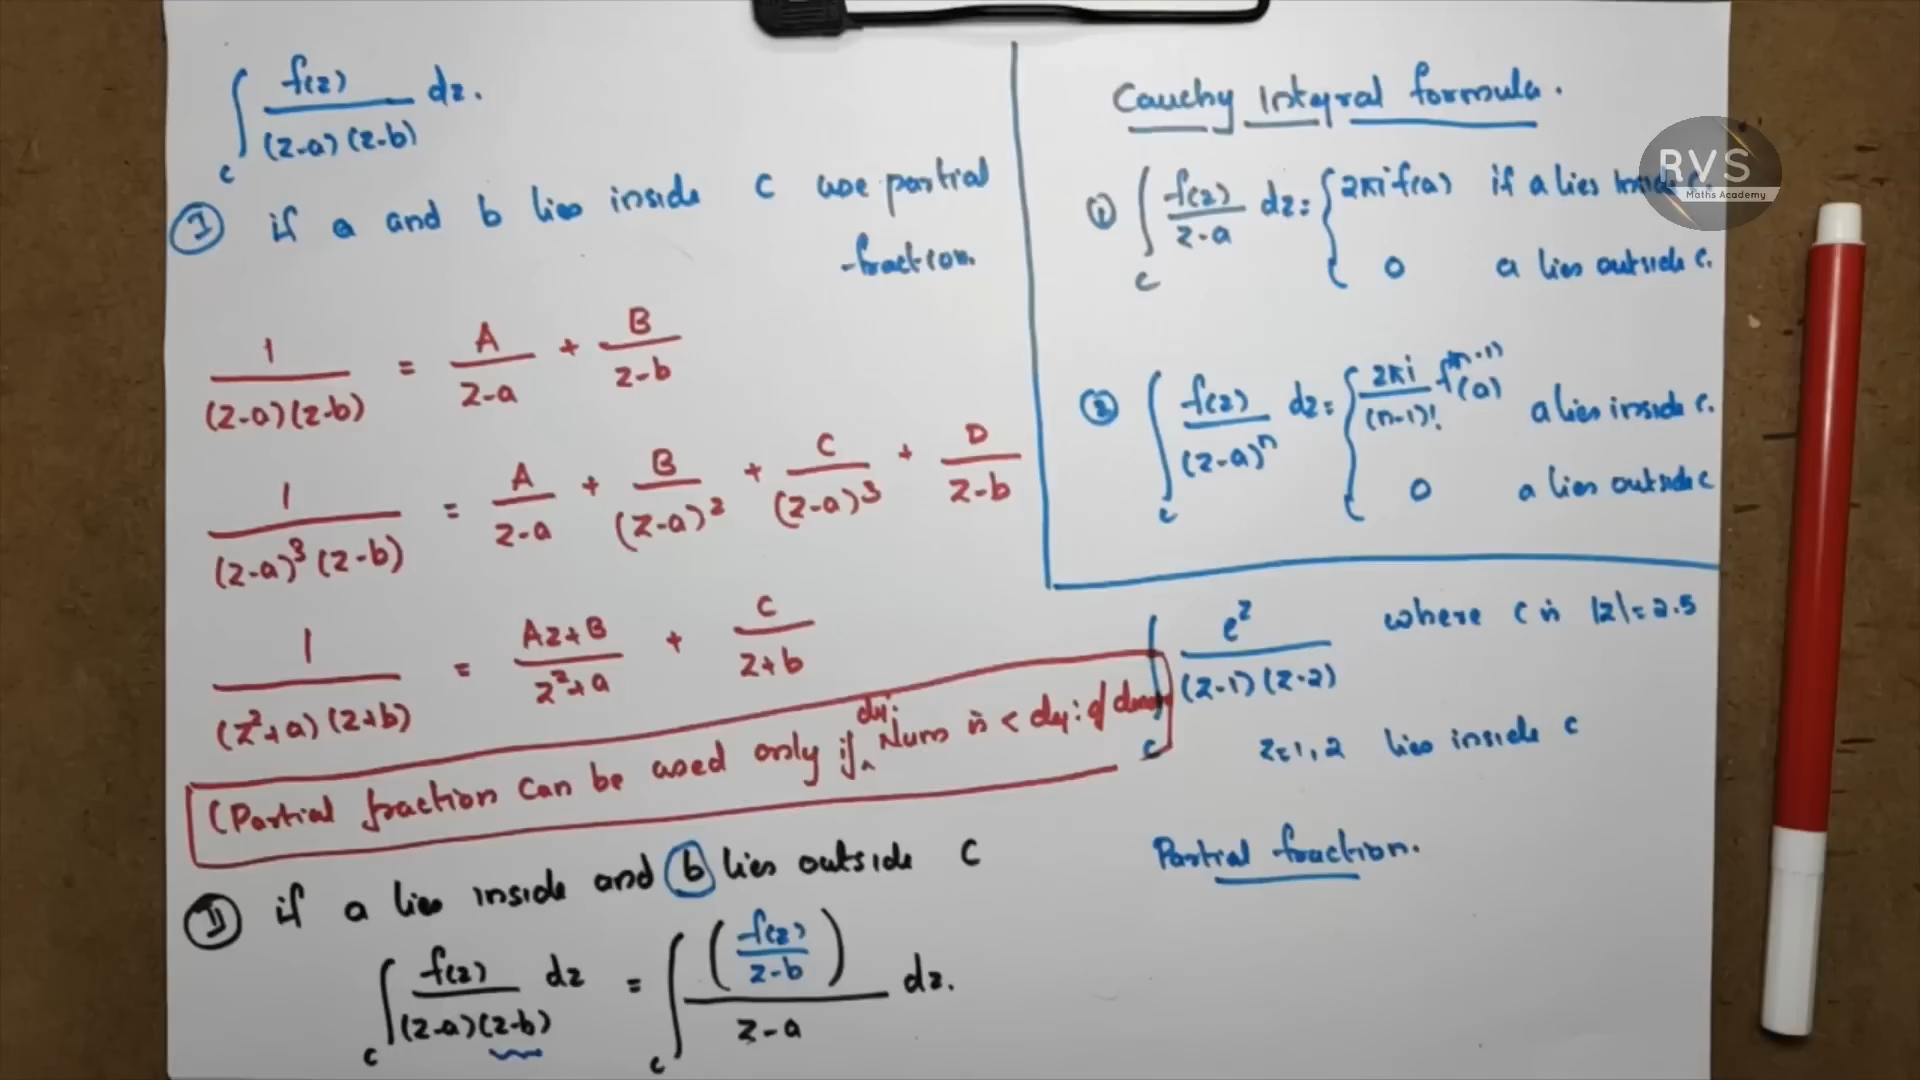 ∫_C f(z)/((z-a)(z-b)) dz.
Ⓘ if a and b lies inside C use partial
fraction.
1/((z-a)(z-b)) = A/(z-a) + B/(z-b)
1/((z-a)³(z-b)) = A/(z-a) + B/(z-a)² + C/(z-a)³ + D/(z-b)
1/((z²+a)(z+b)) = (Az+B)/(z²+a) + C/(z+b)
(Partial fraction can be used only if deg: Num is < deg: of
Ⅱ if a lies inside and b lies outside C
∫_C f(z)/((z-a)(z-b)) dz = ∫_C (f(z)/(z-b))/(z-a) dz.
Cauchy Integral formula.
① ∫_C f(z)/(z-a) dz = { 2πi f(a) if a lies inside C.
0 a lies outside C.
② ∫_C f(z)/(z-a)ⁿ dz = { 2πi/(n-1)! f⁽ⁿ⁻¹⁾(a) a lies inside C.
0 a lies outside C
∫_C e^z/((z-1)(z-2)) where C is |z|=2.5
z=1,2 lies inside C
Partial fraction.
RVS
Maths Academy